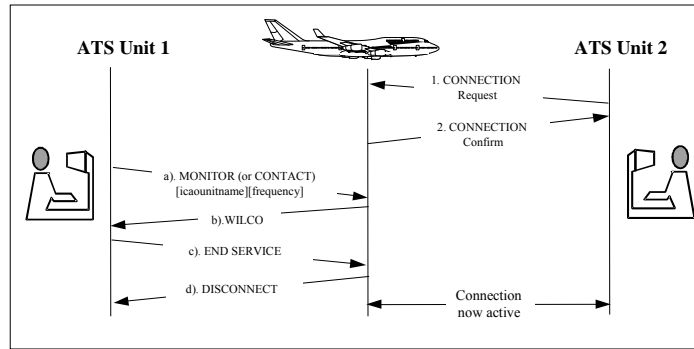 ATS Unit 1
ATS Unit 2
1. CONNECTION
Request
2. CONNECTION
Confirm
a). MONITOR (or CONTACT)
[icaounitname][frequency]
b).WILCO
c). END SERVICE
d). DISCONNECT
Connection
now active